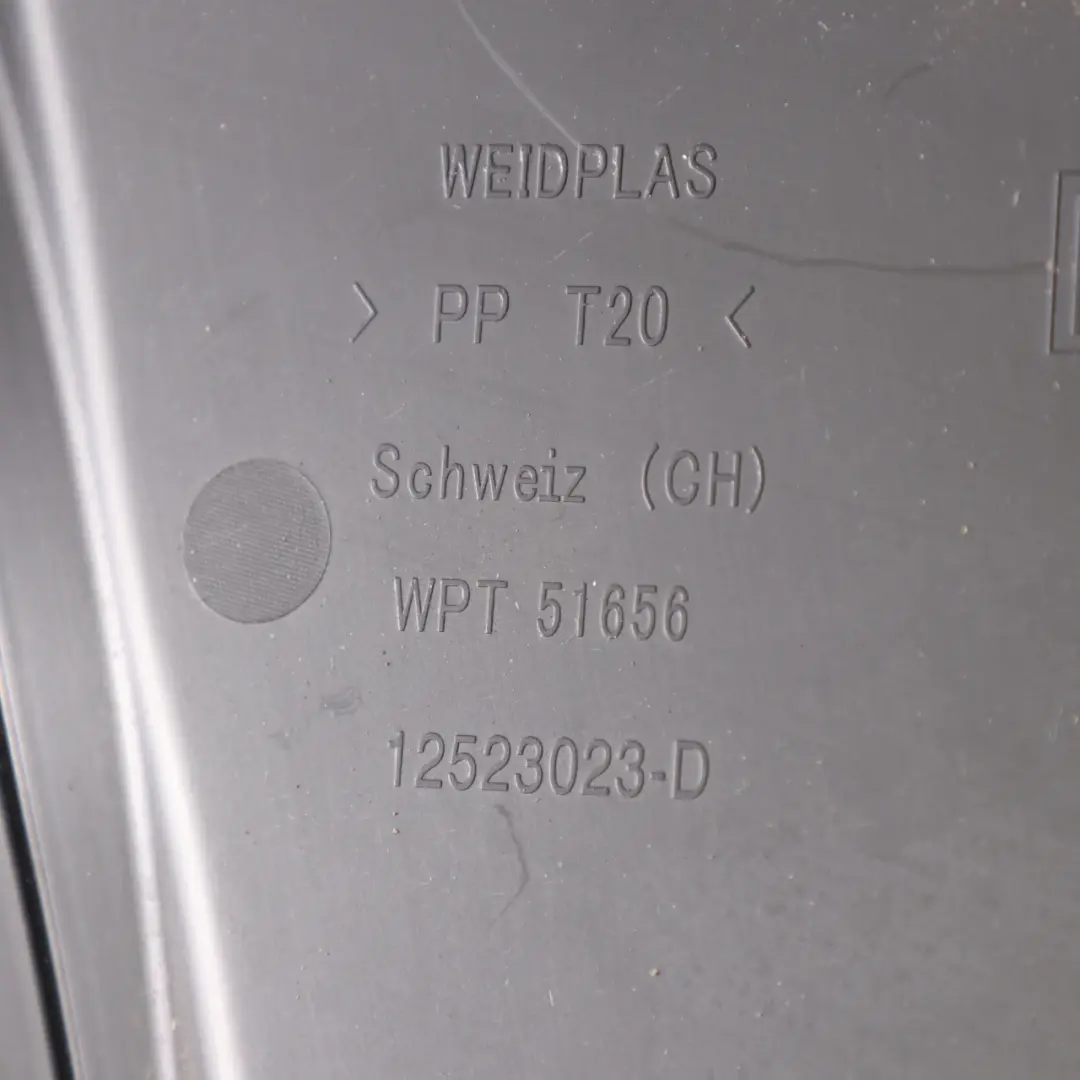 WEIDPLAS
> PP T20 <
Schweiz (CH)
WPT 51656
12523023-D